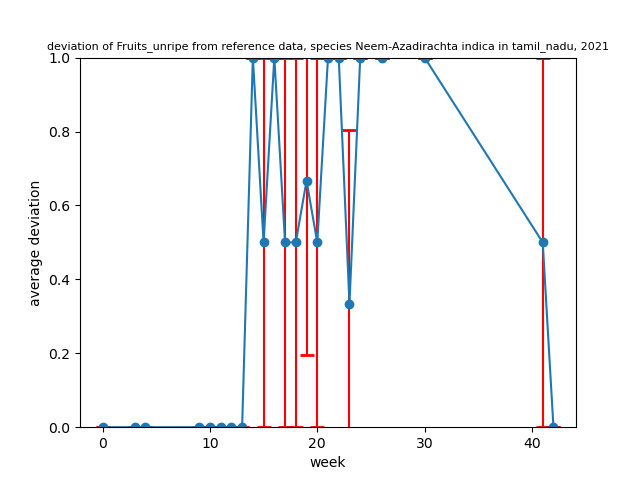 deviation of Fruits_unripe from reference data, species Neem-Azadirachta indica in tamil_nadu, 2021
1.0
0.8
0.6
0.4
0.2
0.0
average deviation
0 10 20 30 40
week